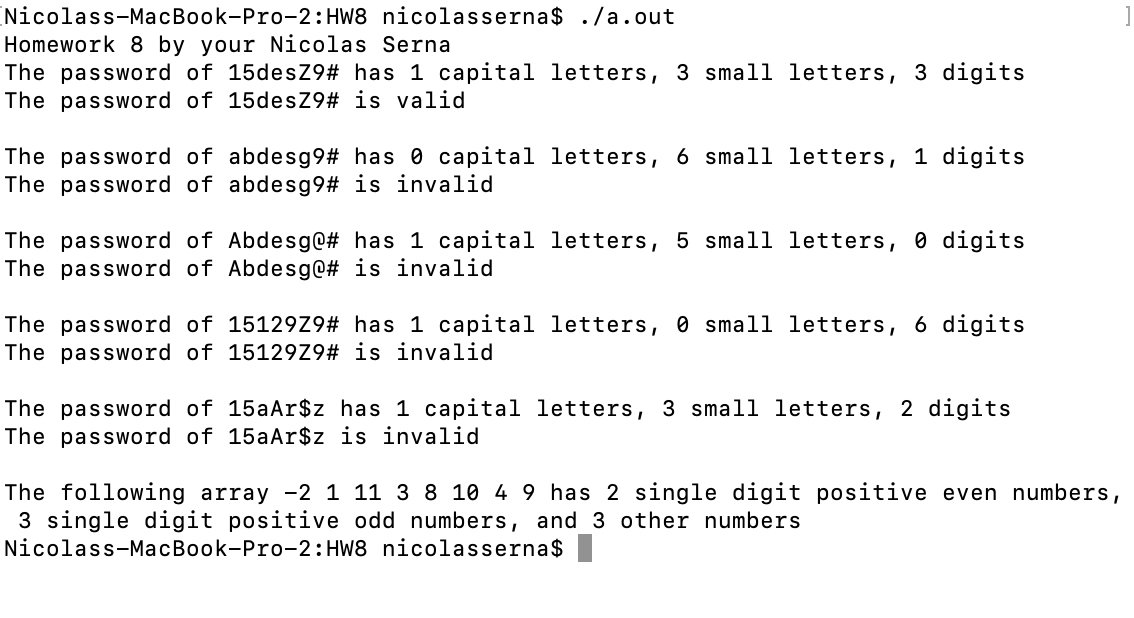 [Nicolass-MacBook-Pro-2:HW8 nicolasserna$ ./a.out ]
Homework 8 by your Nicolas Serna
The password of 15desZ9# has 1 capital letters, 3 small letters, 3 digits
The password of 15desZ9# is valid
The password of abdesg9# has 0 capital letters, 6 small letters, 1 digits
The password of abdesg9# is invalid
The password of Abdesg@# has 1 capital letters, 5 small letters, 0 digits
The password of Abdesg@# is invalid
The password of 15129Z9# has 1 capital letters, 0 small letters, 6 digits
The password of 15129Z9# is invalid
The password of 15aAr$z has 1 capital letters, 3 small letters, 2 digits
The password of 15aAr$z is invalid
The following array -2 1 11 3 8 10 4 9 has 2 single digit positive even numbers,
 3 single digit positive odd numbers, and 3 other numbers
Nicolass-MacBook-Pro-2:HW8 nicolasserna$